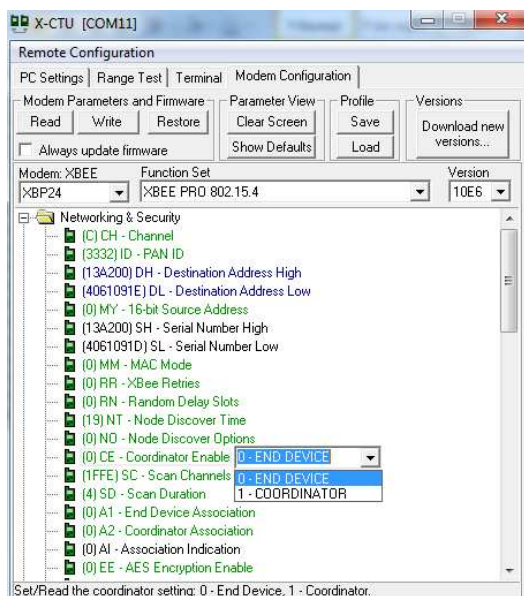 X-CTU [COM11]
Remote Configuration
PC Settings Range Test Terminal Modem Configuration
Modem Parameters and Firmware Parameter View Profile Versions
Read Write Restore Clear Screen Save Download new versions...
Always update firmware Show Defaults Load
Modem: XBEE Function Set Version
XBP24 XBEE PRO 802.15.4 10E6
Networking & Security
(C) CH - Channel
(3332) ID - PAN ID
(13A200) DH - Destination Address High
(4061091E) DL - Destination Address Low
(0) MY - 16-bit Source Address
(13A200) SH - Serial Number High
(4061091D) SL - Serial Number Low
(0) MM - MAC Mode
(0) RR - XBee Retries
(0) RN - Random Delay Slots
(19) NT - Node Discover Time
(0) NO - Node Discover Options
(0) CE - Coordinator Enable 0 - END DEVICE
(1FFE) SC - Scan Channels 0 - END DEVICE
(4) SD - Scan Duration 1 - COORDINATOR
(0) A1 - End Device Association
(0) A2 - Coordinator Association
(0) AI - Association Indication
(0) EE - AES Encryption Enable
Set/Read the coordinator setting: 0 - End Device, 1 - Coordinator.